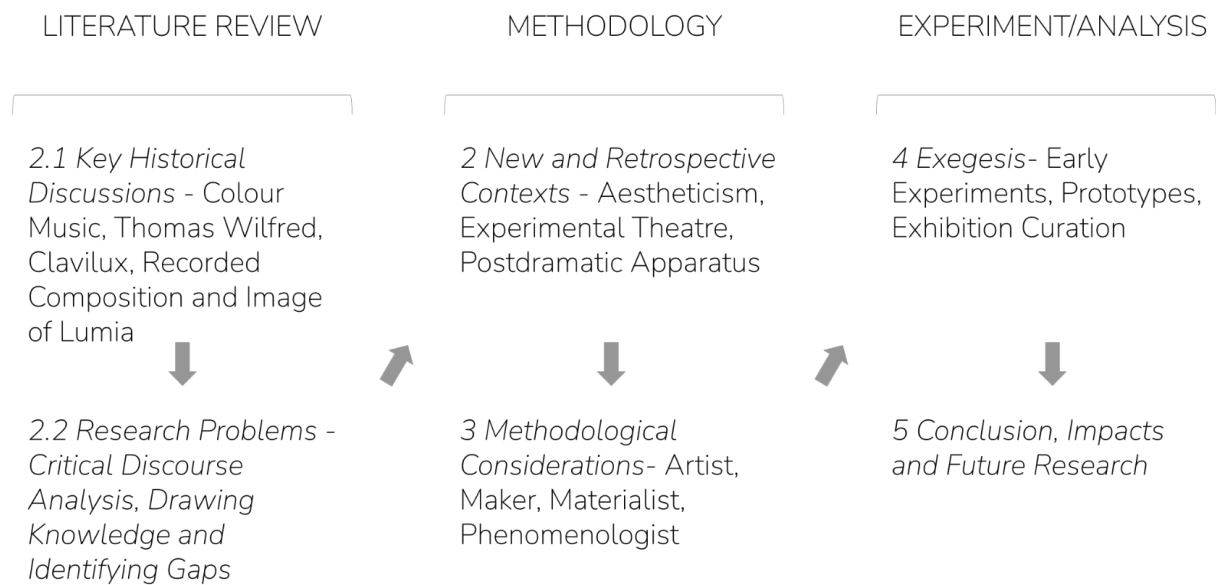 LITERATURE REVIEW
2.1 Key Historical
Discussions - Colour
Music, Thomas Wilfred,
Clavilux, Recorded
Composition and Image
of Lumia
2.2 Research Problems -
Critical Discourse
Analysis, Drawing
Knowledge and
Identifying Gaps
METHODOLOGY
2 New and Retrospective
Contexts - Aestheticism,
Experimental Theatre,
Postdramatic Apparatus
3 Methodological
Considerations- Artist,
Maker, Materialist,
Phenomenologist
EXPERIMENT/ANALYSIS
4 Exegesis- Early
Experiments, Prototypes,
Exhibition Curation
5 Conclusion, Impacts
and Future Research